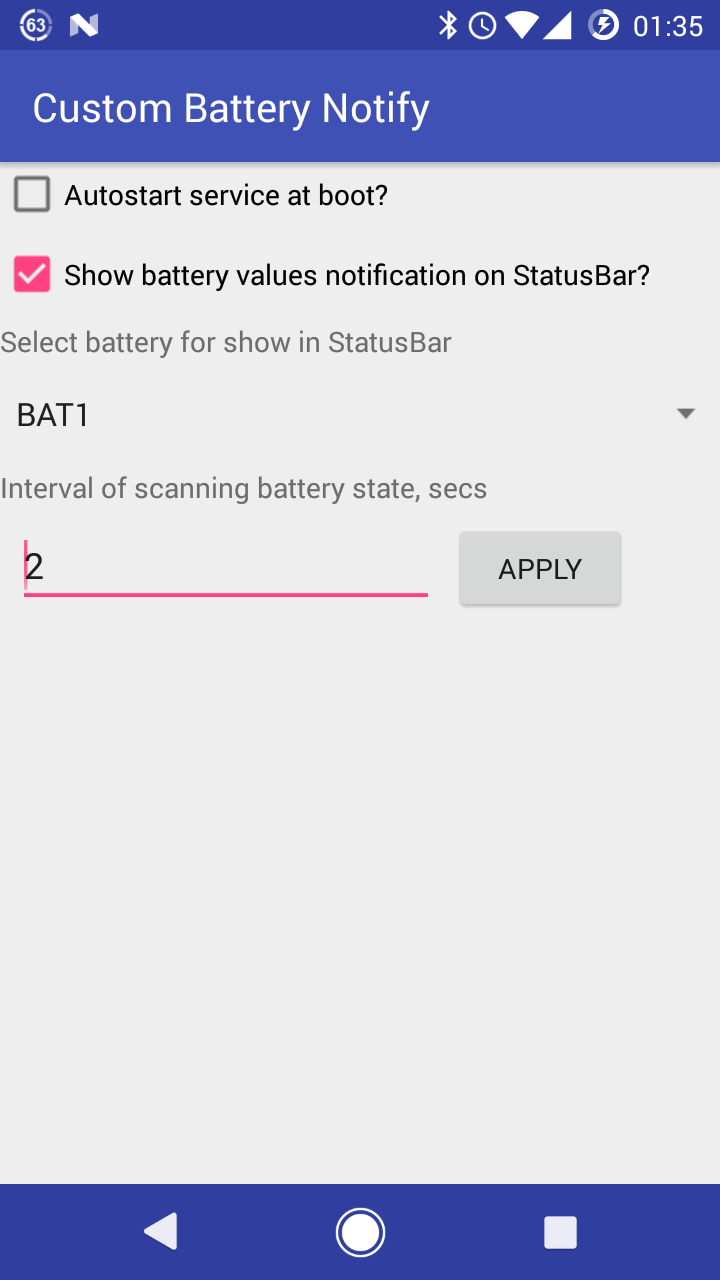 63 01:35
Custom Battery Notify
Autostart service at boot?
Show battery values notification on StatusBar?
Select battery for show in StatusBar
BAT1
Interval of scanning battery state, secs
2 APPLY